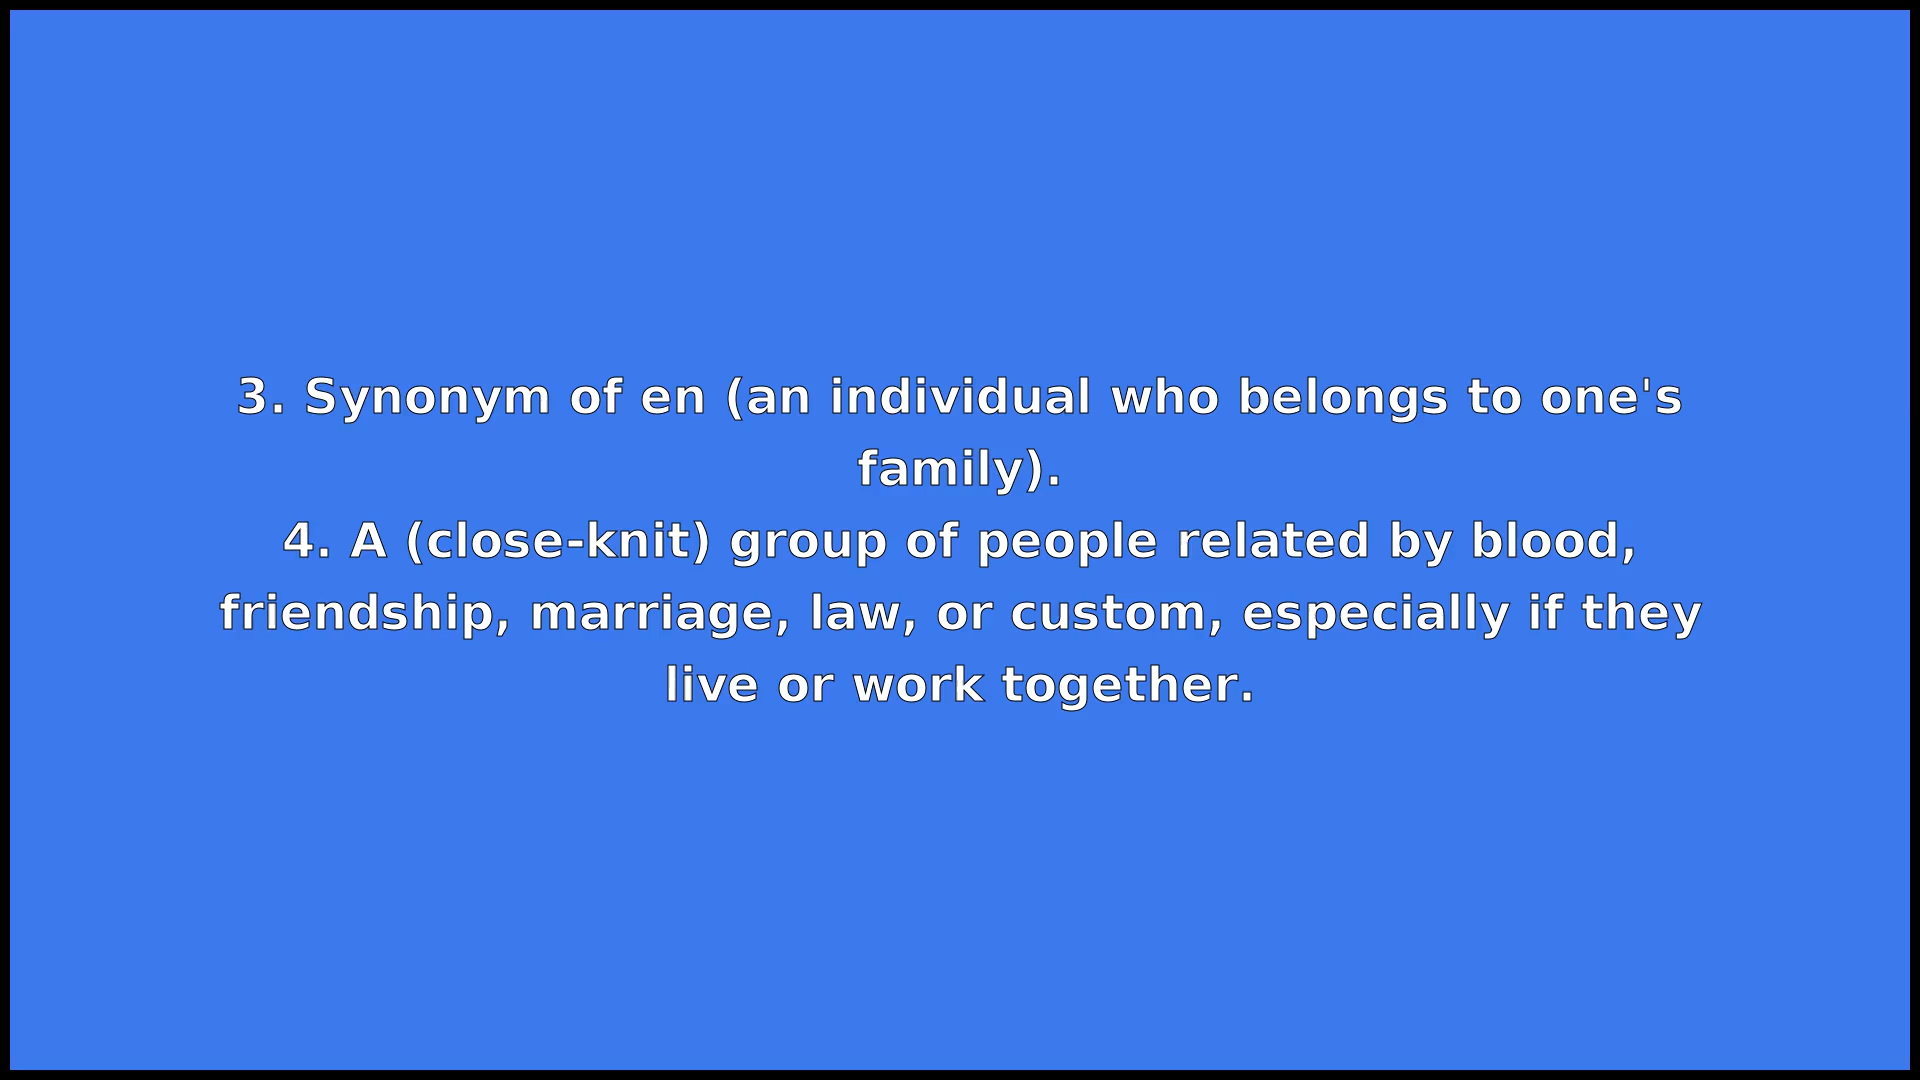 3. Synonym of en (an individual who belongs to one's
family).
4. A (close-knit) group of people related by blood,
friendship, marriage, law, or custom, especially if they
live or work together.